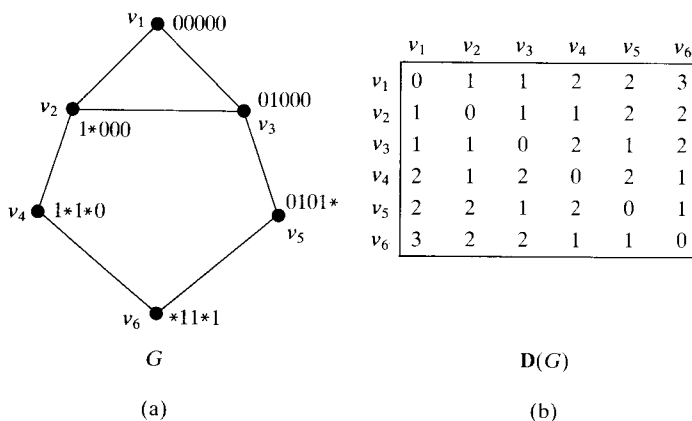 v1 00000
v2 1*000
01000 v3
v4 1*1*0
0101* v5
v6 *11*1
G
(a)
v1 v2 v3 v4 v5 v6
v1 0 1 1 2 2 3
v2 1 0 1 1 2 2
v3 1 1 0 2 1 2
v4 2 1 2 0 2 1
v5 2 2 1 2 0 1
v6 3 2 2 1 1 0
D(G)
(b)